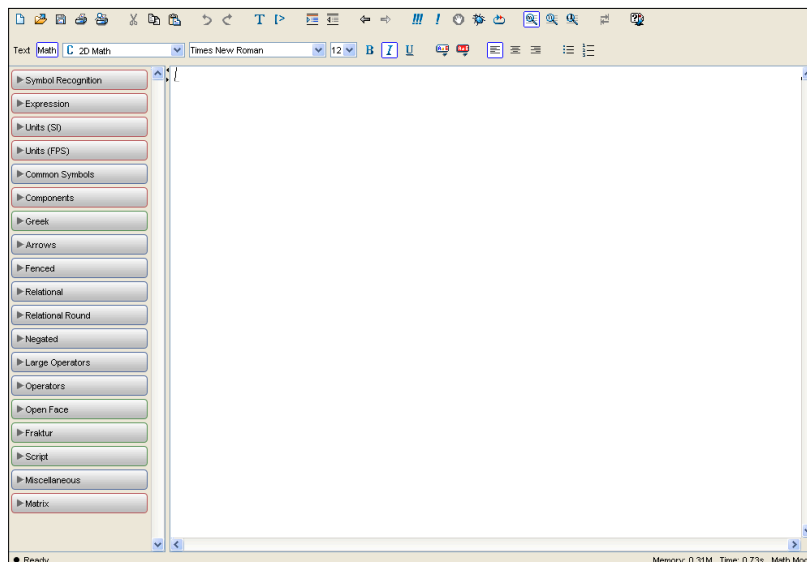 Text Math C 2D Math Times New Roman 12 B I U
Symbol Recognition
Expression
Units (SI)
Units (FPS)
Common Symbols
Components
Greek
Arrows
Fenced
Relational
Relational Round
Negated
Large Operators
Operators
Open Face
Fraktur
Script
Miscellaneous
Matrix
Ready Memory: 0.31M Time: 0.73s Math Mod